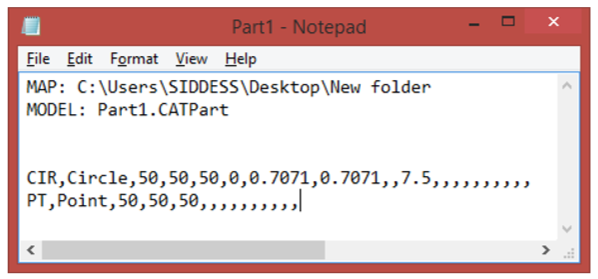 Part1 - Notepad
File Edit Format View Help
MAP: C:\Users\SIDDESS\Desktop\New folder
MODEL: Part1.CATPart
CIR,Circle,50,50,50,0,0.7071,0.7071,,7.5,,,,,,,,,,
PT,Point,50,50,50,,,,,,,,,,